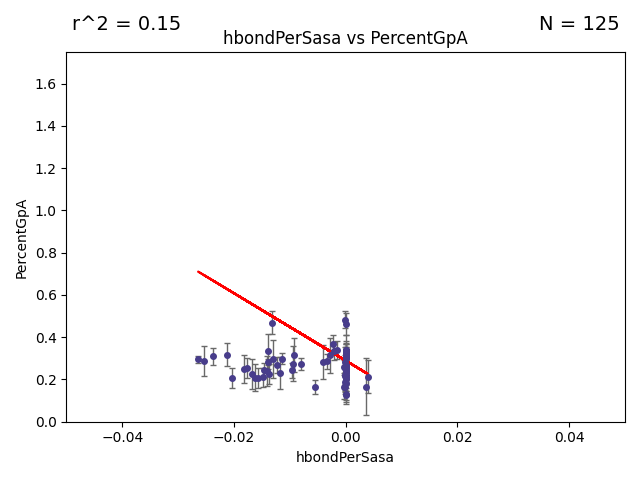 r^2 = 0.15
N = 125
hbondPerSasa vs PercentGpA
1.6
1.4
1.2
1.0
0.8
0.6
0.4
0.2
0.0
PercentGpA
−0.04
−0.02
0.00
0.02
0.04
hbondPerSasa